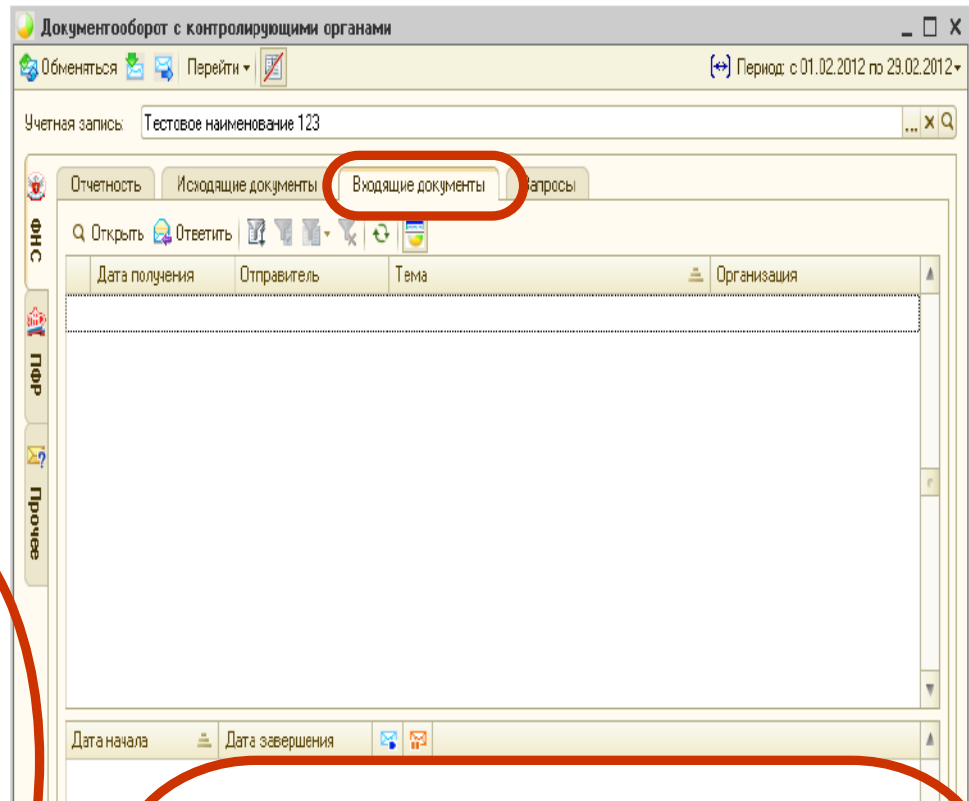 Документооборот с контролирующими органами
Обменяться Перейти Период: с 01.02.2012 по 29.02.2012
Учетная запись: Тестовое наименование 123 ...
Отчетность Исходящие документы Входящие документы Запросы
ФНС
Открыть Ответить
Дата получения Отправитель Тема Организация
ПФР
Прочее
Дата начала Дата завершения